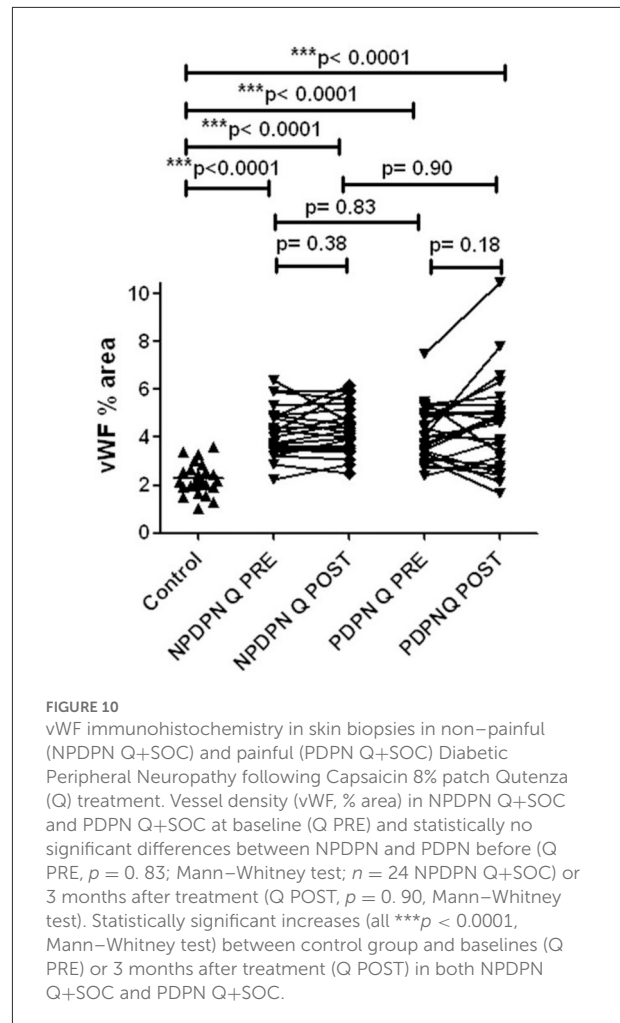 ***p< 0.0001
***p< 0.0001
***p< 0.0001
***p<0.0001
p= 0.90
p= 0.83
p= 0.38
p= 0.18
10
8
6
4
2
0
vWF % area
Control
NPDPN Q PRE
NPDPN Q POST
PDPN Q PRE
PDPNQ POST
FIGURE 10
vWF immunohistochemistry in skin biopsies in non–painful
(NPDPN Q+SOC) and painful (PDPN Q+SOC) Diabetic
Peripheral Neuropathy following Capsaicin 8% patch Qutenza
(Q) treatment. Vessel density (vWF, % area) in NPDPN Q+SOC
and PDPN Q+SOC at baseline (Q PRE) and statistically no
significant differences between NPDPN and PDPN before (Q
PRE, p = 0. 83; Mann–Whitney test; n = 24 NPDPN Q+SOC) or
3 months after treatment (Q POST, p = 0. 90, Mann–Whitney
test). Statistically significant increases (all ***p < 0.0001,
Mann–Whitney test) between control group and baselines (Q
PRE) or 3 months after treatment (Q POST) in both NPDPN
Q+SOC and PDPN Q+SOC.